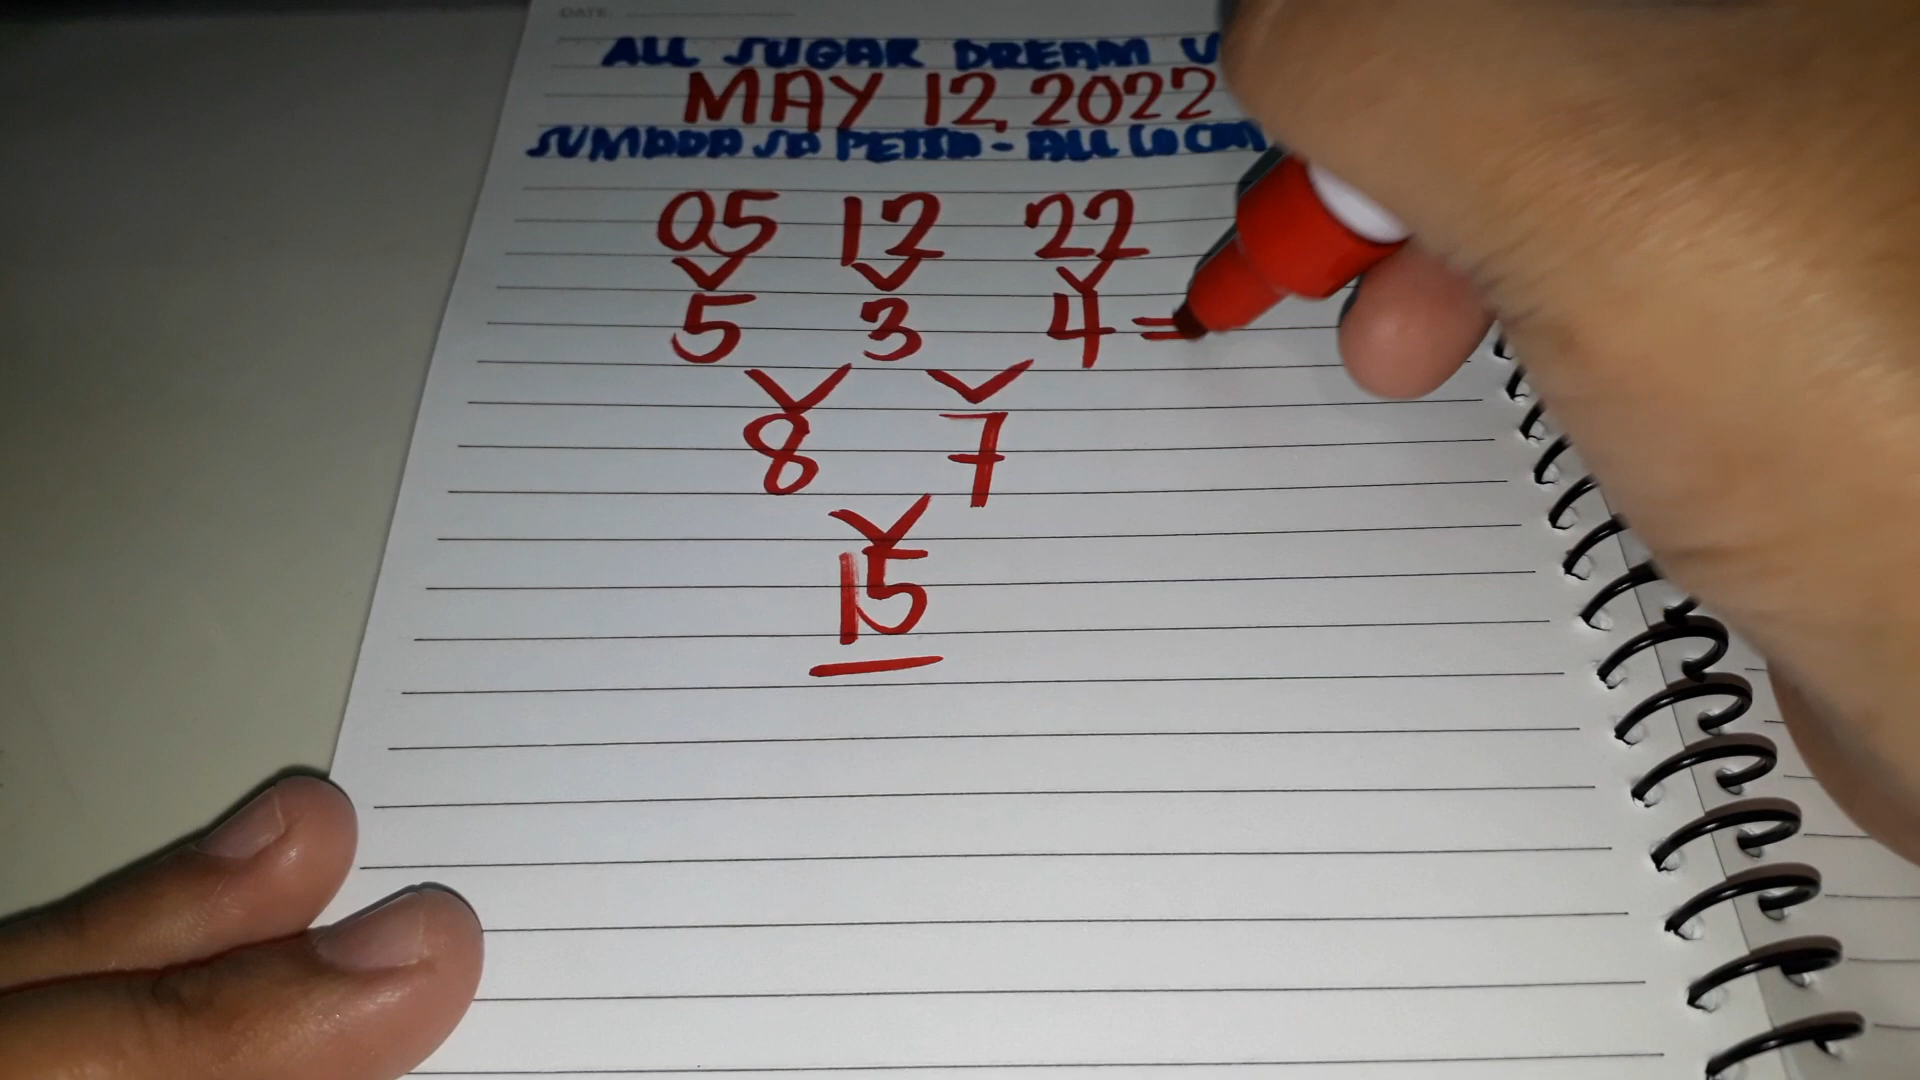 DATE:
ALL SUGAR DREAM
MAY 12, 2022
SUMADA SA PETSA - ALL LOCAL
05 12 22
5 3 4 =
8 7
15